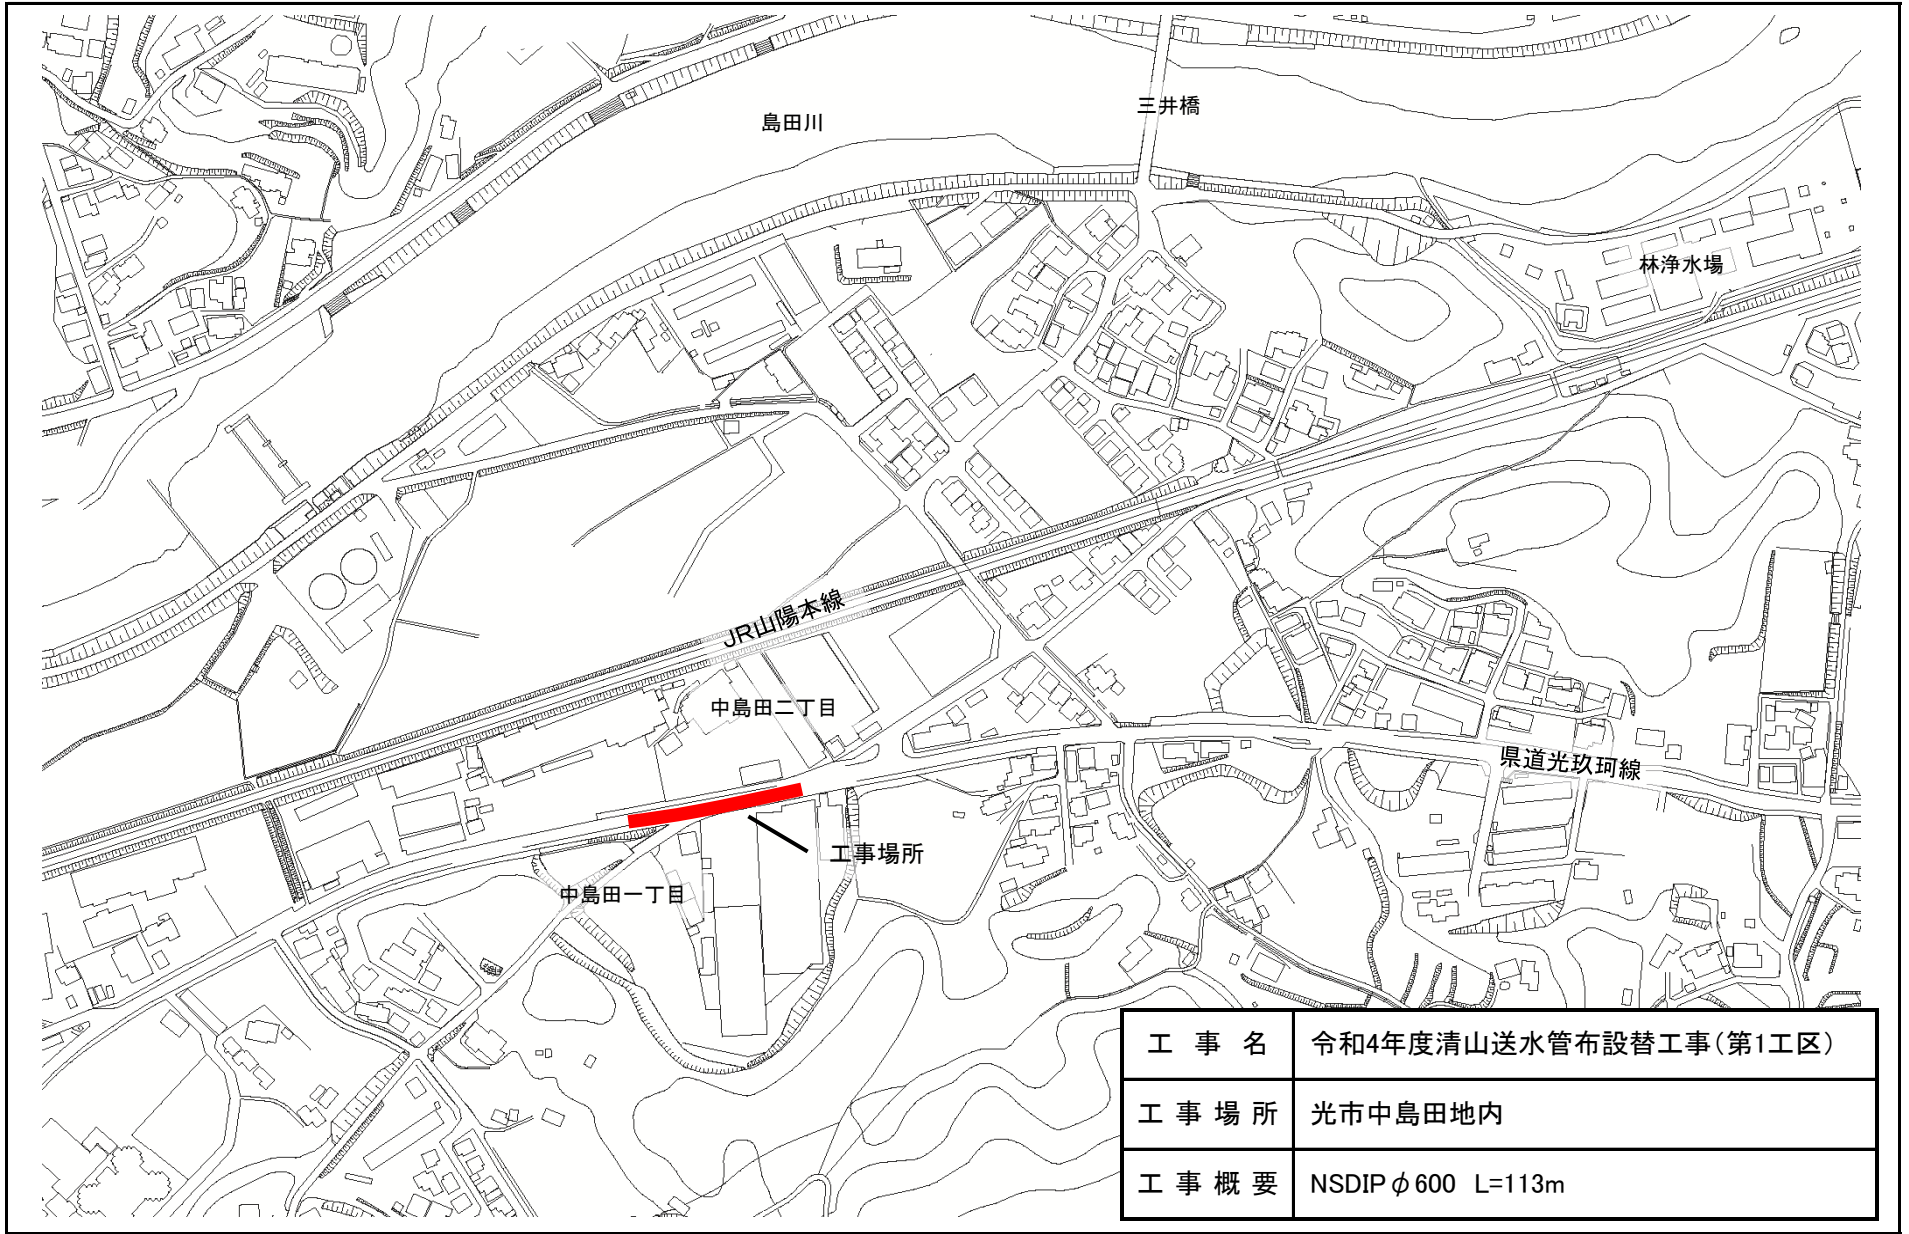 三井橋
島田川
林浄水場
JR山陽本線
中島田二丁目
県道光玖珂線
工事場所
中島田一丁目
工事名 令和4年度清山送水管布設替工事（第1工区）
工事場所 光市中島田地内
工事概要 NSDIPφ600 L=113m